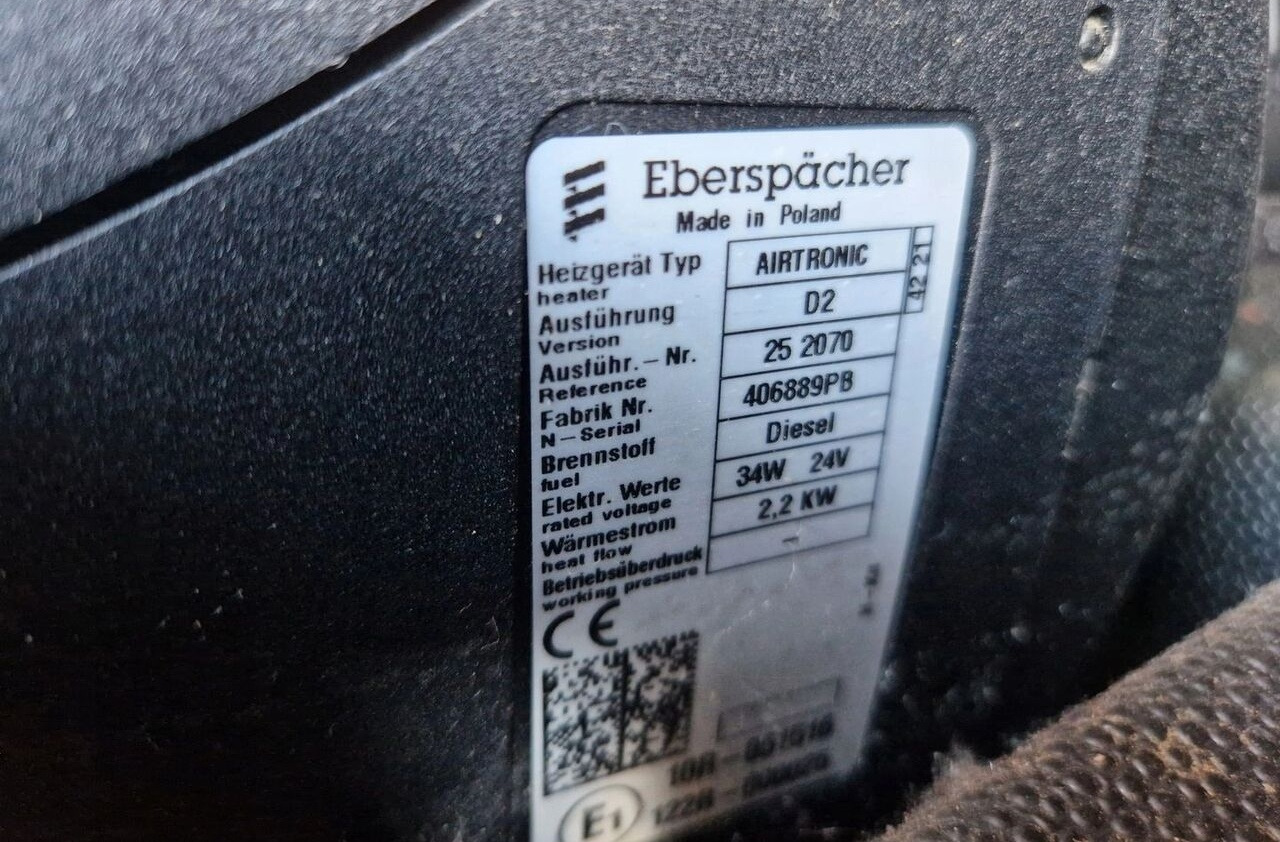 Eberspächer
Made in Poland
Heizgerät Typ
heater
AIRTRONIC
42 21
Ausführung
Version
D2
Ausführ. - Nr.
Reference
25 2070
Fabrik Nr.
N - Serial
406889PB
Brennstoff
fuel
Diesel
Elektr. Werte
rated voltage
34W 24V
Wärmestrom
heat flow
2,2 KW
Betriebsüberdruck
working pressure
-
CE
E1
10R -
122R -